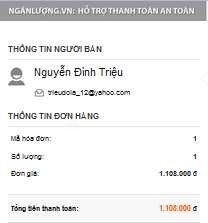 NGÂNLƯỢNG.VN: HỖ TRỢ THANH TOÁN AN TOÀN
THÔNG TIN NGƯỜI BÁN
Nguyễn Đình Triệu
trieudola_12@yahoo.com
THÔNG TIN ĐƠN HÀNG
Mã hóa đơn: 1
Số lượng: 1
Đơn giá: 1.108.000 đ
Tổng tiền thanh toán: 1.108.000 đ